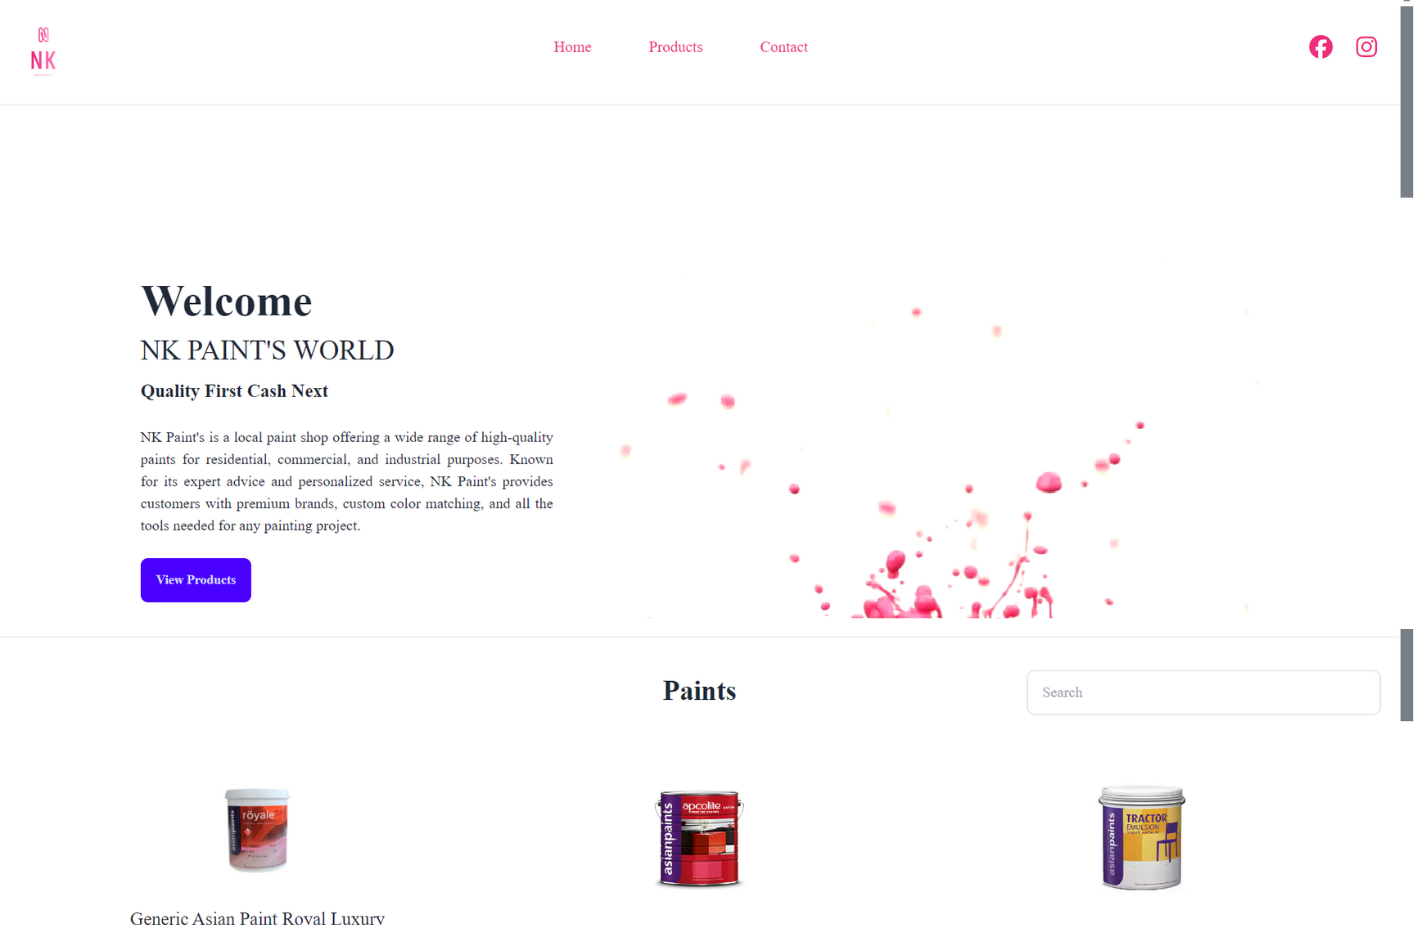 NK
Home Products Contact
Welcome
NK PAINT'S WORLD
Quality First Cash Next
NK Paint's is a local paint shop offering a wide range of high-quality
paints for residential, commercial, and industrial purposes. Known
for its expert advice and personalized service, NK Paint's provides
customers with premium brands, custom color matching, and all the
tools needed for any painting project.
View Products
Paints
Search
asianpaints
röyale
asianpaints
apcolite
asianpaints
TRACTOR
EMULSION
Generic Asian Paint Royal Luxury